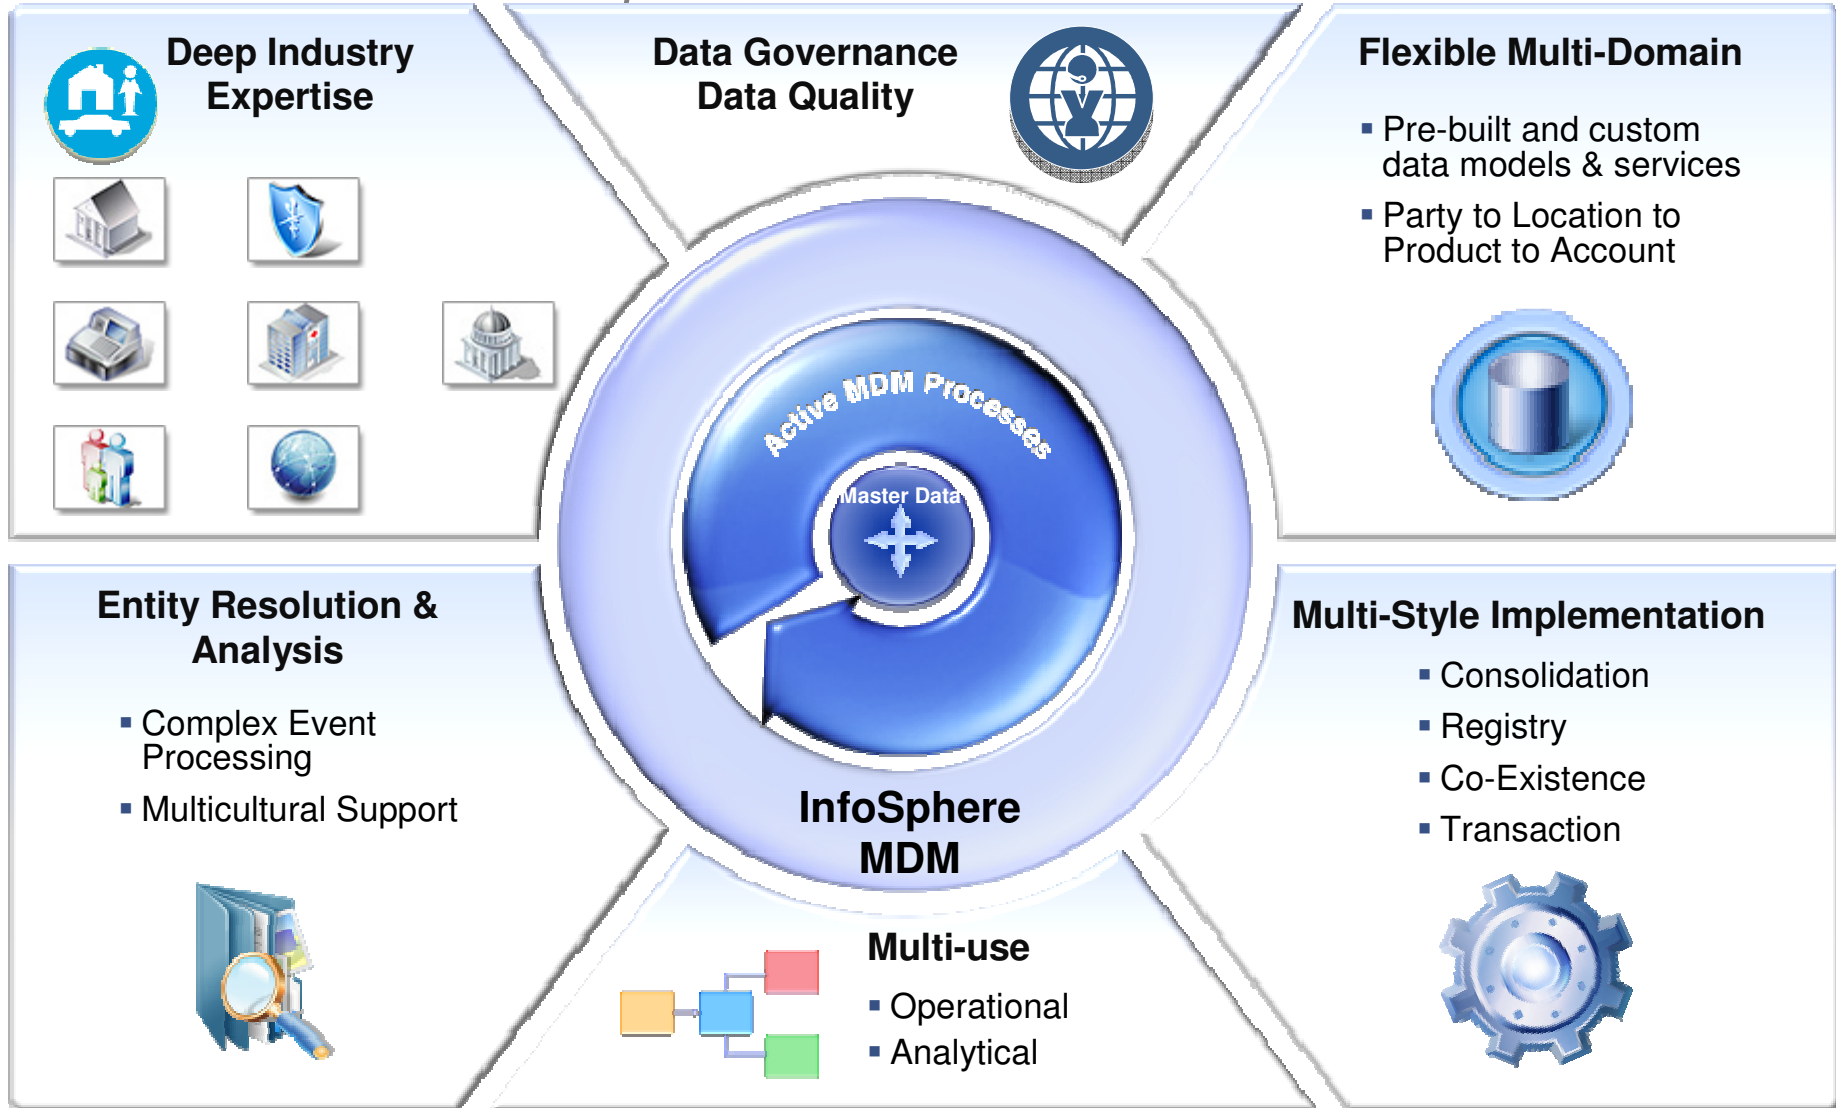 Deep Industry
Expertise
Data Governance
Data Quality
Flexible Multi-Domain
▪ Pre-built and custom
data models & services
▪ Party to Location to
Product to Account
Active MDM Processes
Master Data
InfoSphere
MDM
Entity Resolution &
Analysis
▪ Complex Event
Processing
▪ Multicultural Support
Multi-use
▪ Operational
▪ Analytical
Multi-Style Implementation
▪ Consolidation
▪ Registry
▪ Co-Existence
▪ Transaction